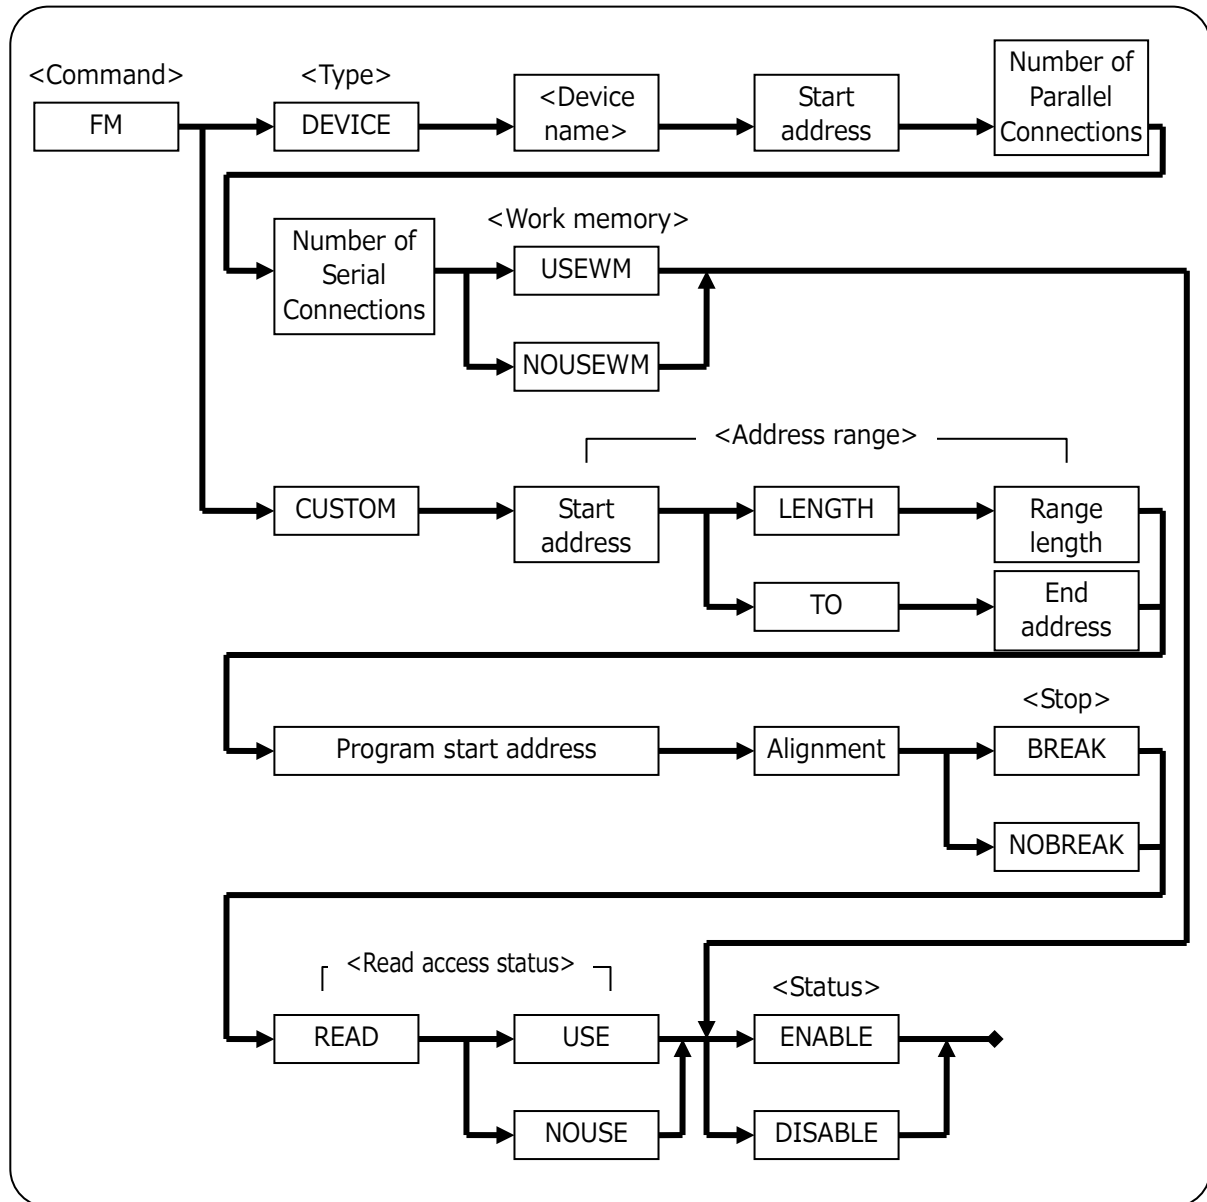 <Command>
<Type>
FM
DEVICE
<Device
name>
Start
address
Number of
Parallel
Connections
Number of
Serial
Connections
<Work memory>
USEWM
NOUSEWM
<Address range>
CUSTOM
Start
address
LENGTH
Range
length
TO
End
address
Program start address
Alignment
<Stop>
BREAK
NOBREAK
<Read access status>
READ
USE
NOUSE
<Status>
ENABLE
DISABLE